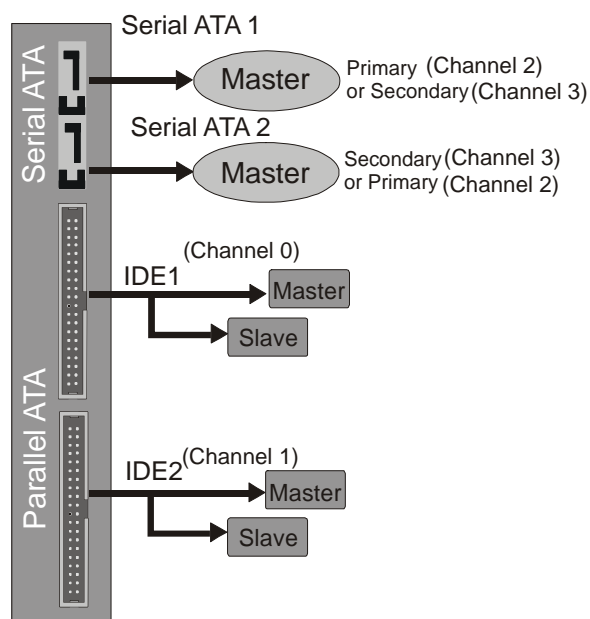 Serial ATA 1
Serial ATA
Master
Primary (Channel 2)
or Secondary (Channel 3)
Serial ATA 2
Master
Secondary (Channel 3)
or Primary (Channel 2)
(Channel 0)
IDE1
Master
Slave
Parallel ATA
(Channel 1)
IDE2
Master
Slave